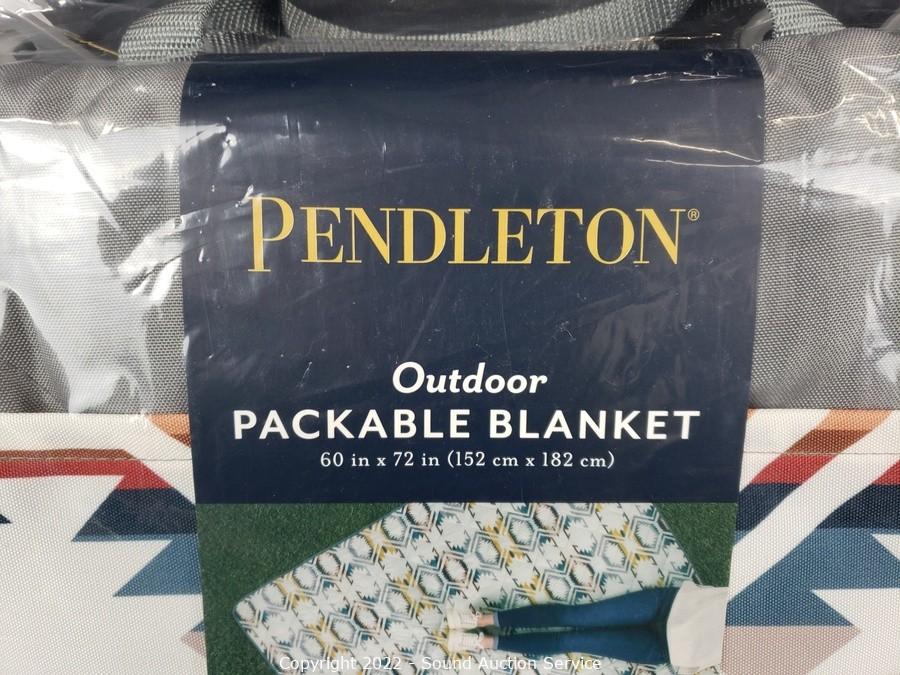 PENDLETON®
Outdoor
PACKABLE BLANKET
60 in x 72 in (152 cm x 182 cm)
Copyright 2022 - Sound Auction Service